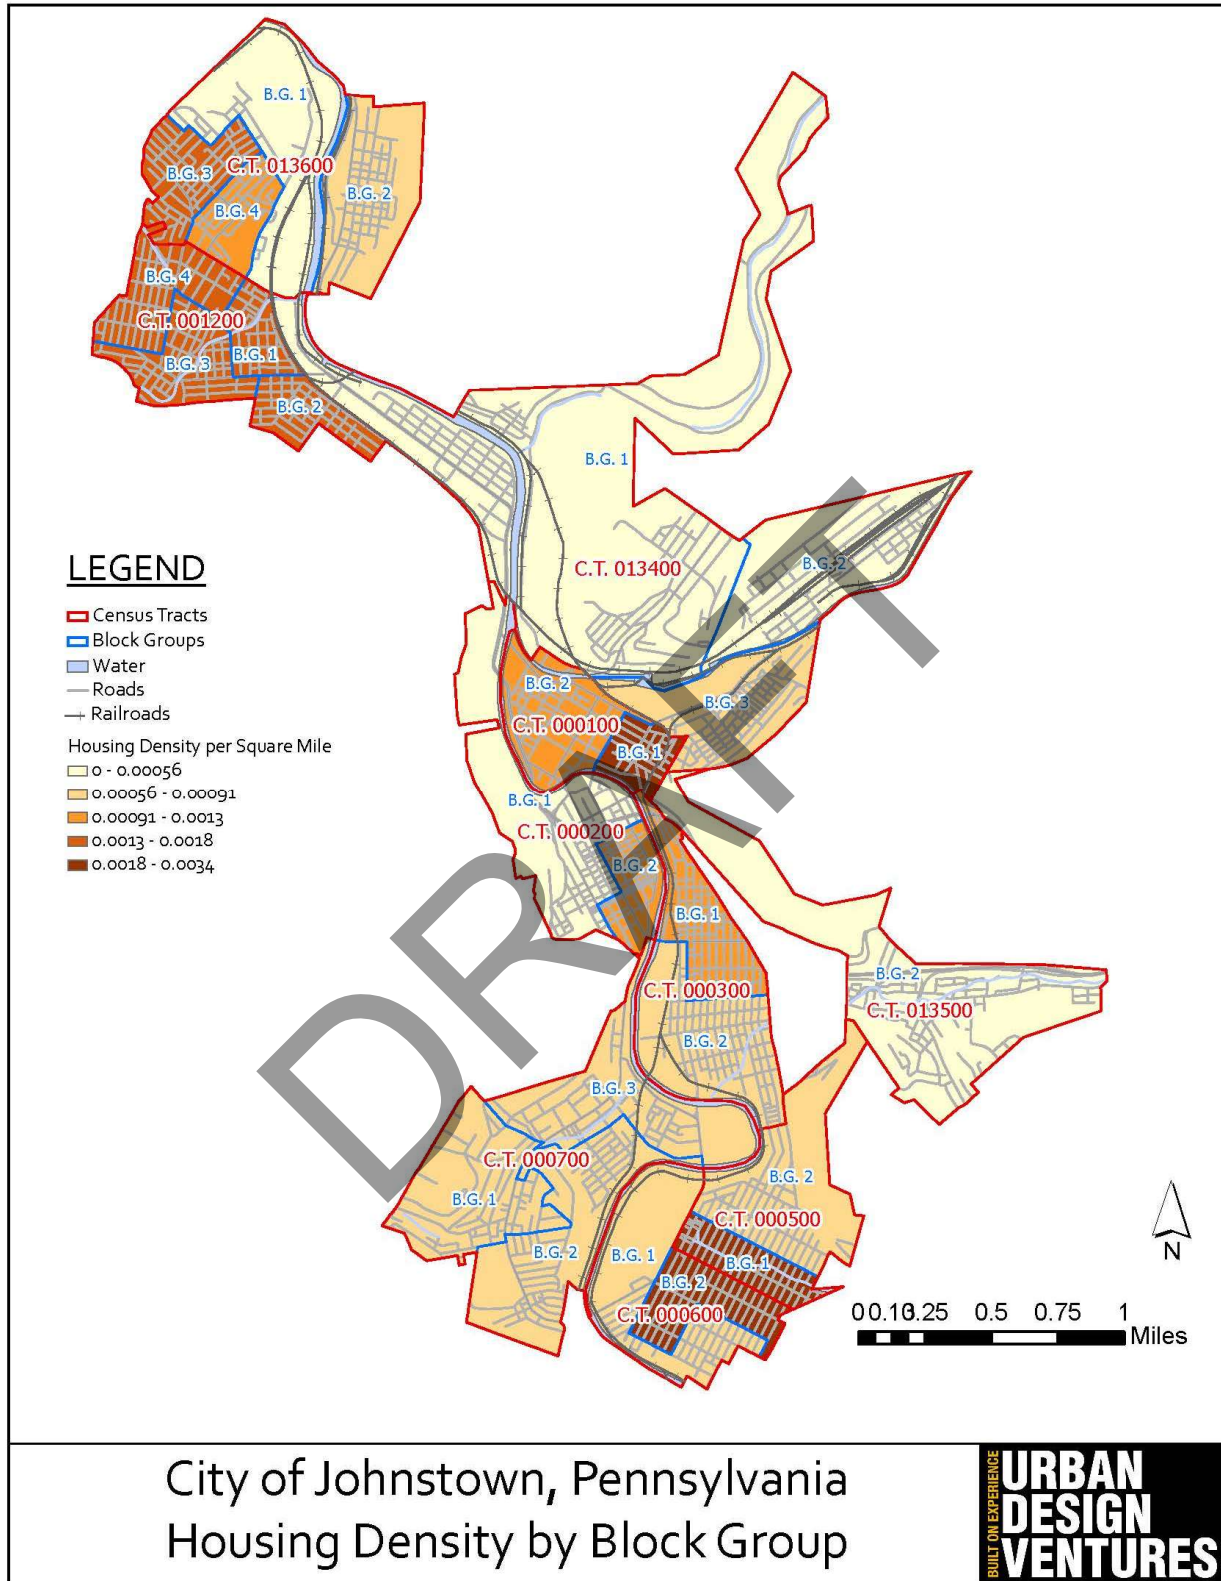 B.G. 1
C.T. 013600
B.G. 3
B.G. 2
B.G. 4
B.G. 4
C.T. 001200
B.G. 1
B.G. 3
B.G. 2
B.G. 1
C.T. 013400
B.G. 2
LEGEND
Census Tracts
Block Groups
Water
Roads
Railroads
Housing Density per Square Mile
0 - 0.00056
0.00056 - 0.00091
0.00091 - 0.0013
0.0013 - 0.0018
0.0018 - 0.0034
B.G. 2
B.G. 3
C.T. 000100
B.G. 1
B.G. 1
C.T. 000200
B.G. 2
B.G. 1
B.G. 2
C.T. 000300
C.T. 013500
B.G. 2
B.G. 3
C.T. 000700
B.G. 2
B.G. 1
C.T. 000500
B.G. 2
B.G. 1
B.G. 1
B.G. 2
C.T. 000600
DRAFT
N
0 0.13.25 0.5 0.75 1
Miles
City of Johnstown, Pennsylvania
Housing Density by Block Group
BUILT ON EXPERIENCE
URBAN
DESIGN
VENTURES